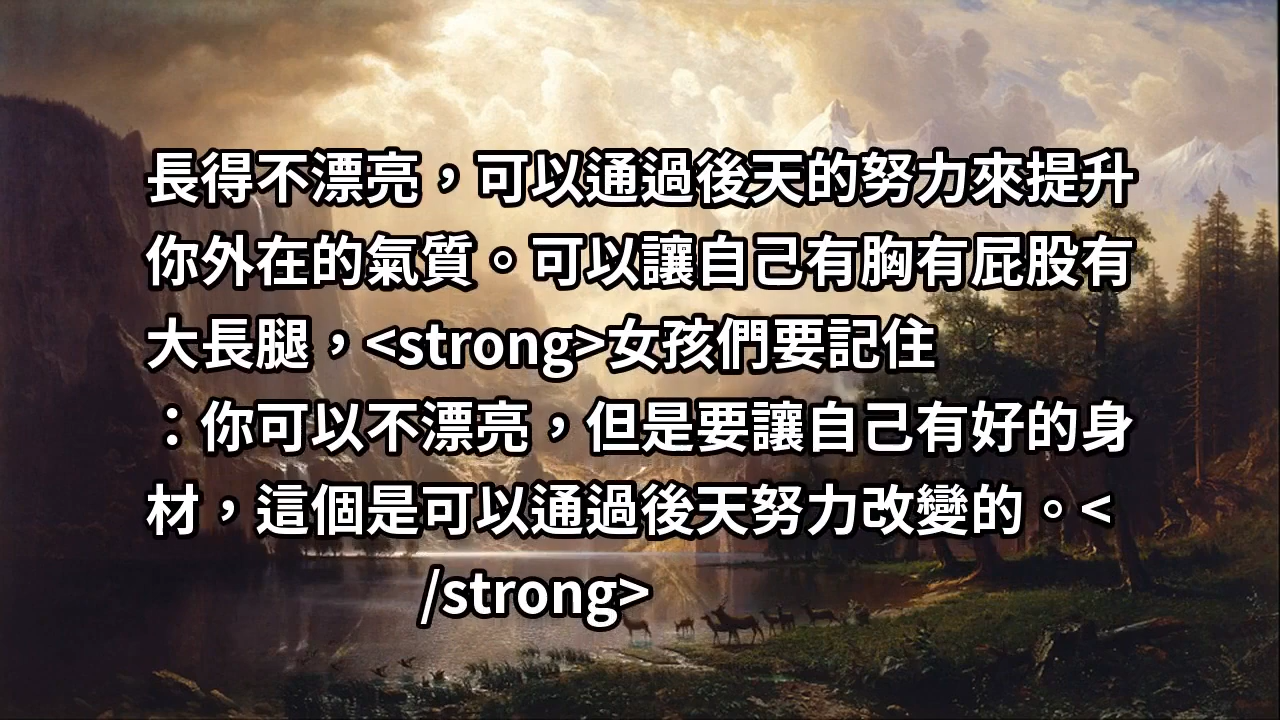 長得不漂亮，可以通過後天的努力來提升
你外在的氣質。可以讓自己有胸有屁股有
大長腿，<strong>女孩們要記住
：你可以不漂亮，但是要讓自己有好的身
材，這個是可以通過後天努力改變的。<
/strong>